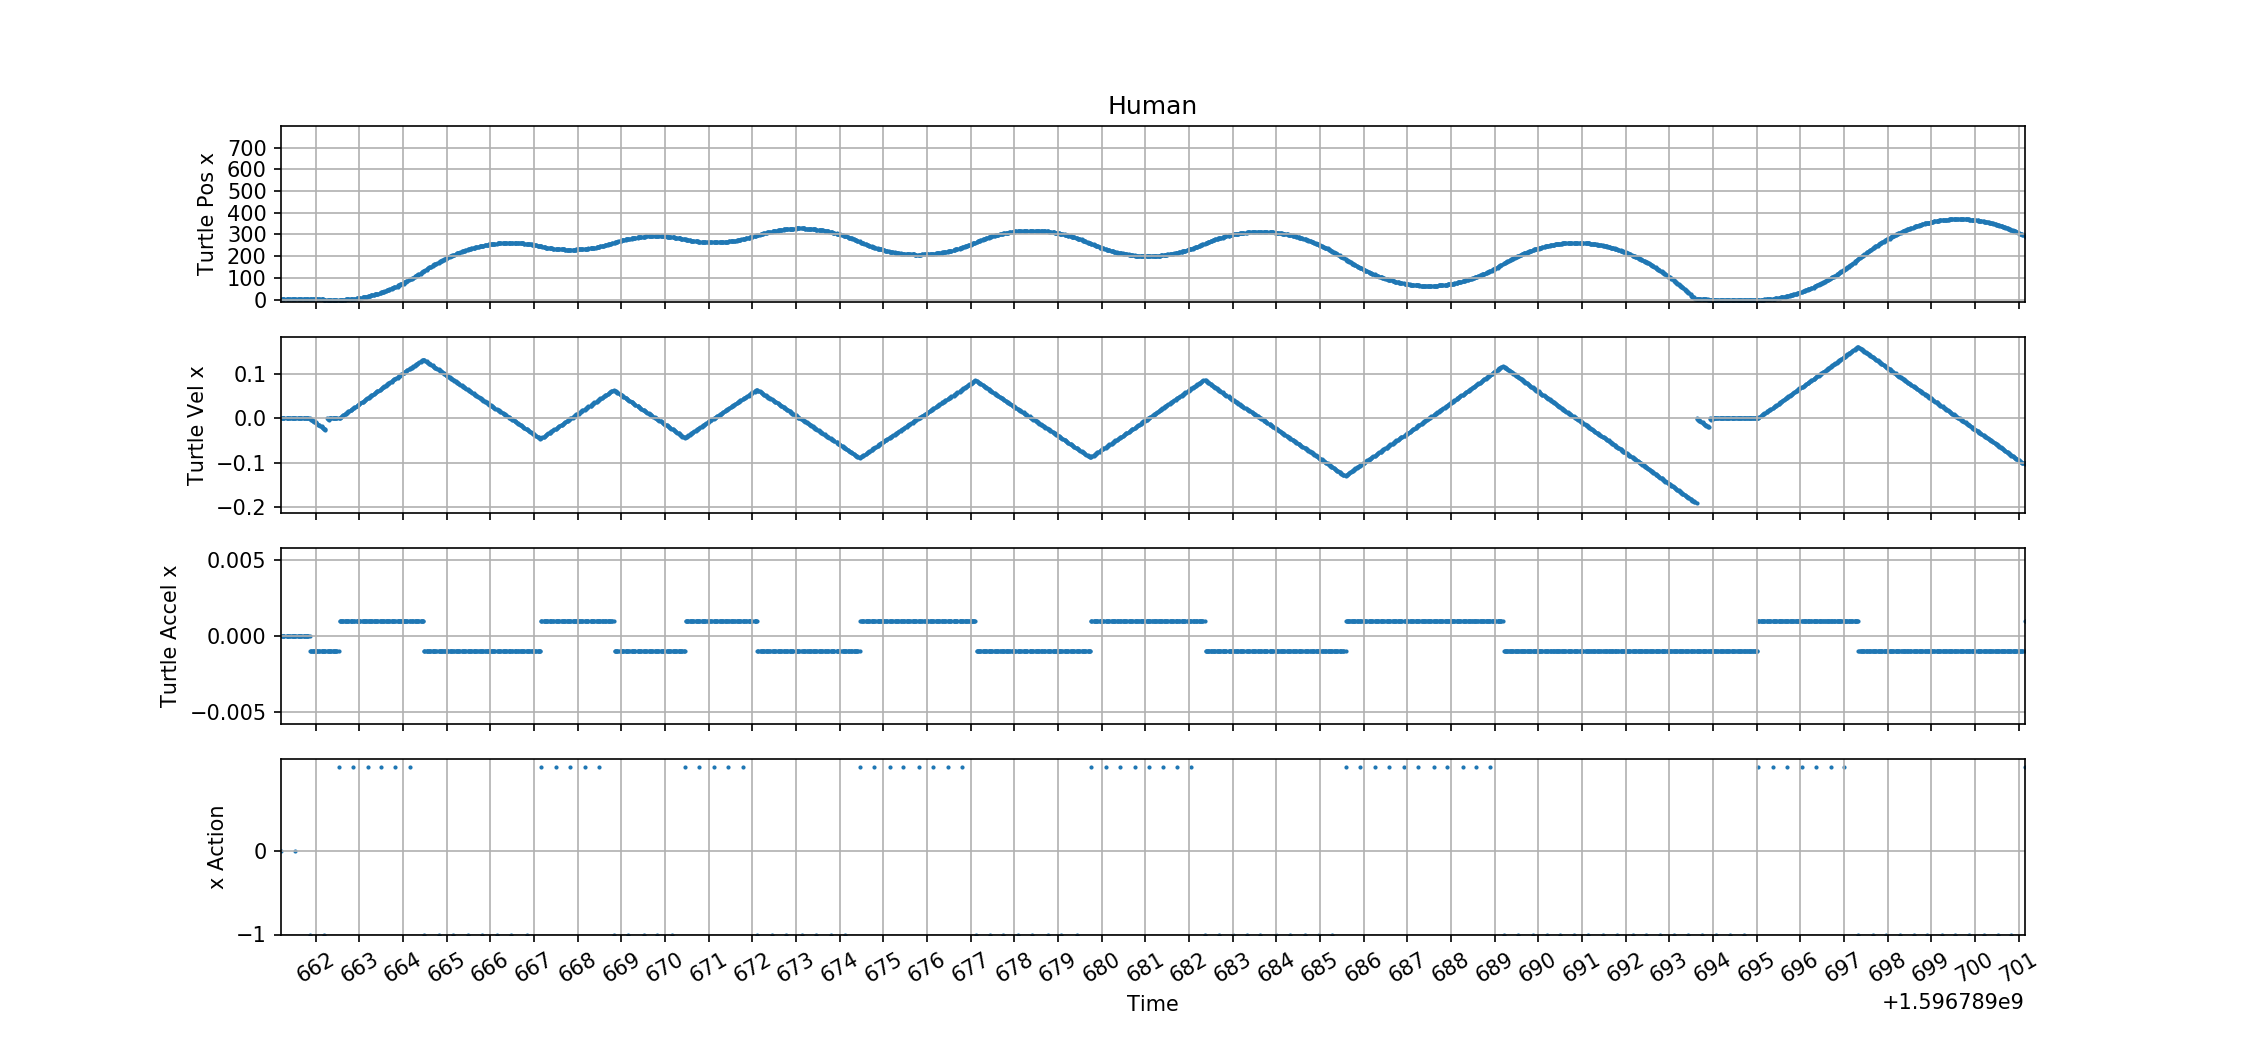 Human
Turtle Pos x
700
600
500
400
300
200
100
0
Turtle Vel x
0.1
0.0
−0.1
−0.2
Turtle Accel x
0.005
0.000
−0.005
x Action
0
−1
662 663 664 665 666 667 668 669 670 671 672 673 674 675 676 677 678 679 680 681 682 683 684 685 686 687 688 689 690 691 692 693 694 695 696 697 698 699 700 701
Time
+1.596789e9